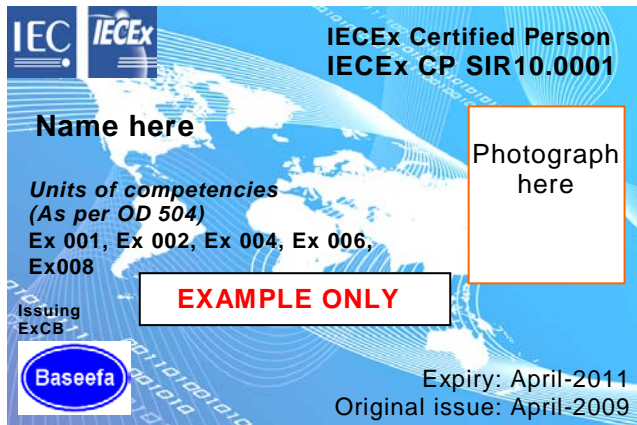 IEC IECEx
IECEx Certified Person
IECEx CP SIR10.0001
Name here
Photograph
here
Units of competencies
(As per OD 504)
Ex 001, Ex 002, Ex 004, Ex 006,
Ex008
EXAMPLE ONLY
Issuing
ExCB
Baseefa
Expiry: April-2011
Original issue: April-2009